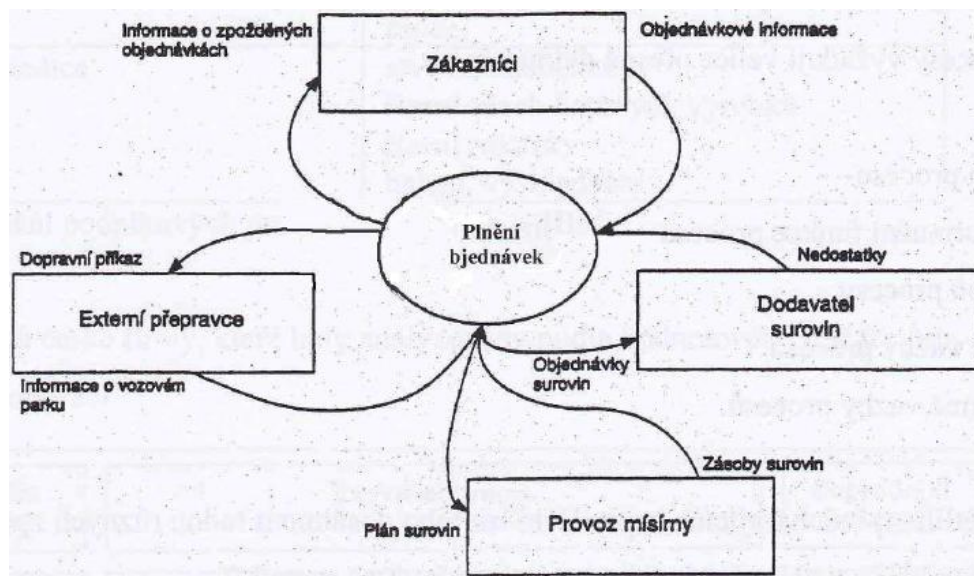 Informace o zpožděných
objednávkách
Objednávkové informace
Zákazníci
Plnění
bjednávek
Dopravní příkaz
Nedostatky
Externí přepravce
Dodavatel
surovin
Informace o vozovém
parku
Objednávky
surovin
Zásoby surovin
Plán surovin
Provoz mísírny